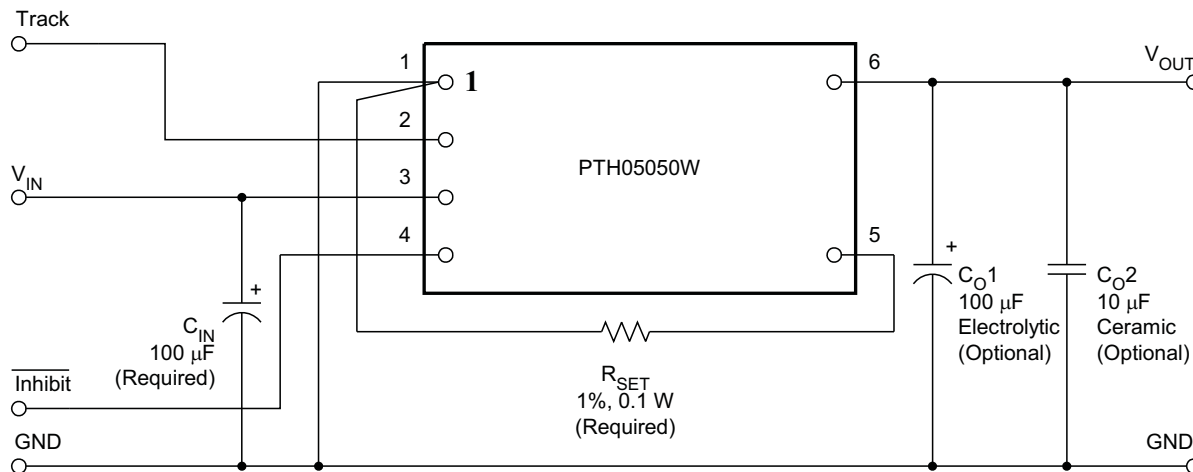 Track
1
1
6
V_OUT
2
PTH05050W
V_IN
3
4
5
+
+
C_IN
100 μF
(Required)
C_O1
100 μF
Electrolytic
(Optional)
C_O2
10 μF
Ceramic
(Optional)
R_SET
1%, 0.1 W
(Required)
Inhibit
GND
GND